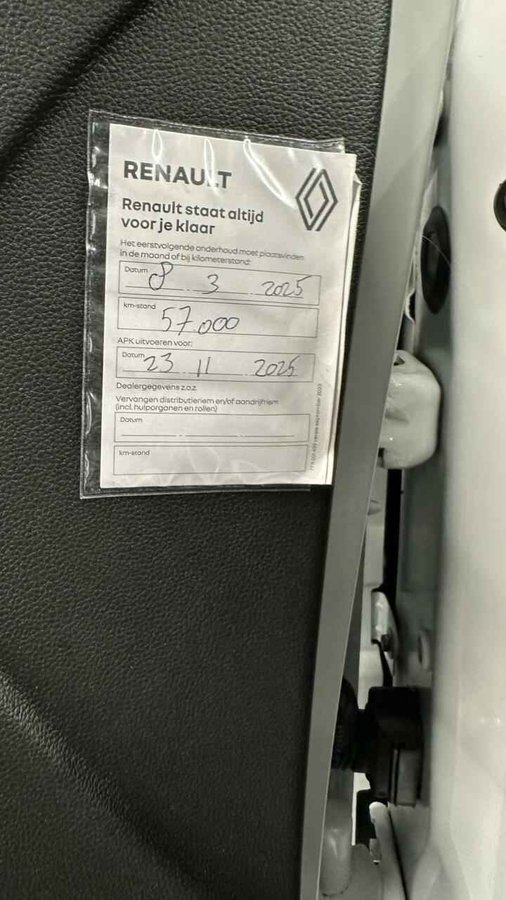 RENAULT
Renault staat altijd
voor je klaar
Het eerstvolgende onderhoud moet plaatsvinden
in de maand of bij kilometerstand:
Datum 8 3 2025
km-stand 57.000
APK uitvoeren voor:
Datum 23 11 2025
Dealergegevens z.o.z.
Vervangen distributieriem en/of aandrijfriem
(incl. hulporganen en rollen)
Datum
km-stand